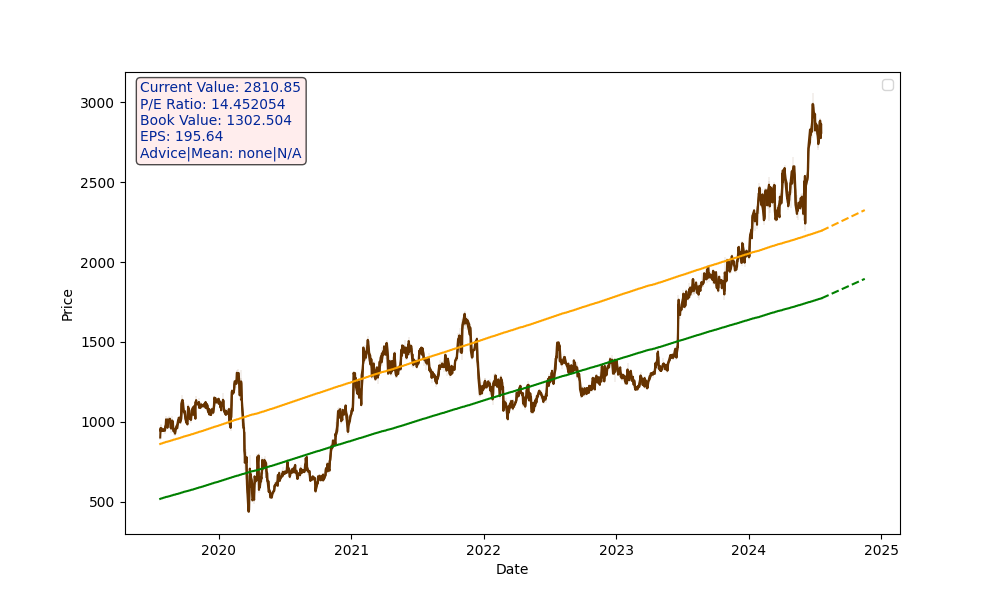 Current Value: 2810.85
P/E Ratio: 14.452054
Book Value: 1302.504
EPS: 195.64
Advice|Mean: none|N/A
3000
2500
2000
1500
1000
500
Price
2020 2021 2022 2023 2024 2025
Date